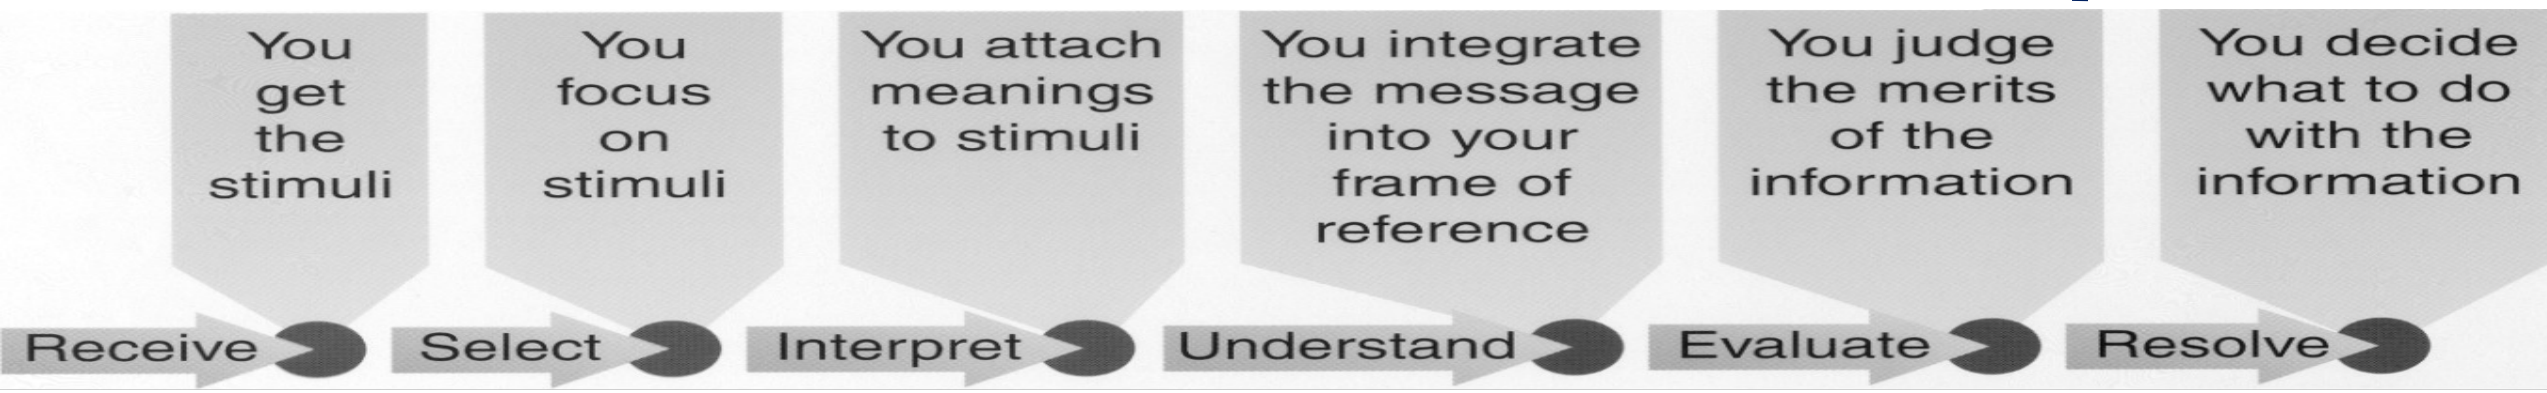 You
get
the
stimuli
You
focus
on
stimuli
You attach
meanings
to stimuli
You integrate
the message
into your
frame of
reference
You judge
the merits
of the
information
You decide
what to do
with the
information
Receive
Select
Interpret
Understand
Evaluate
Resolve